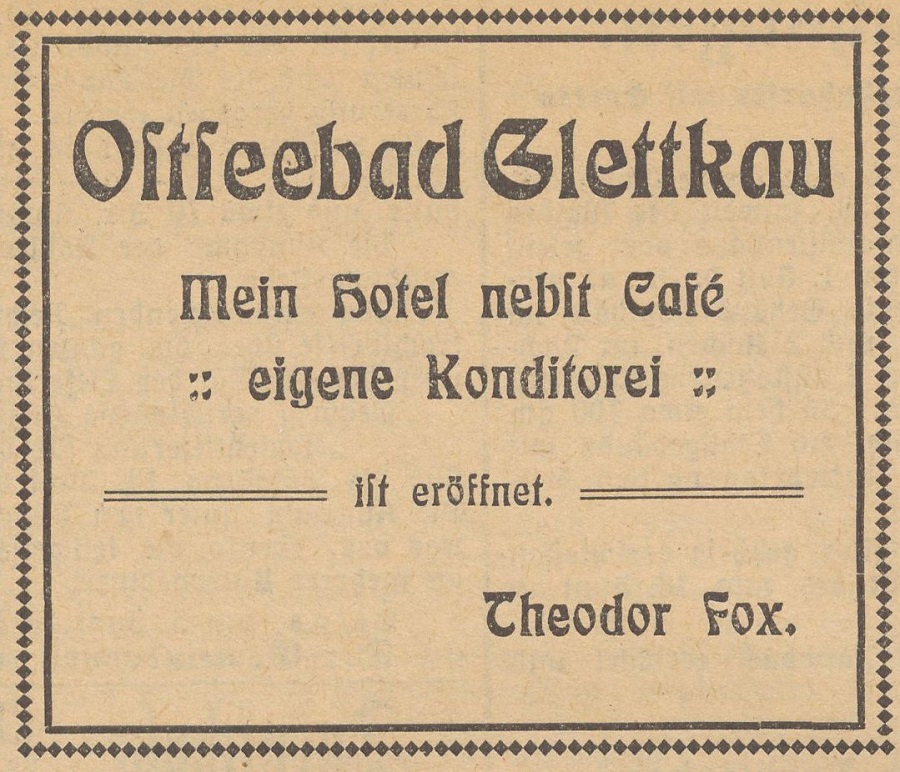 Oſtſeebad Glettkau
Mein Hotel nebſt Café
:: eigene Konditorei ::
iſt eröffnet.
Theodor Fox.